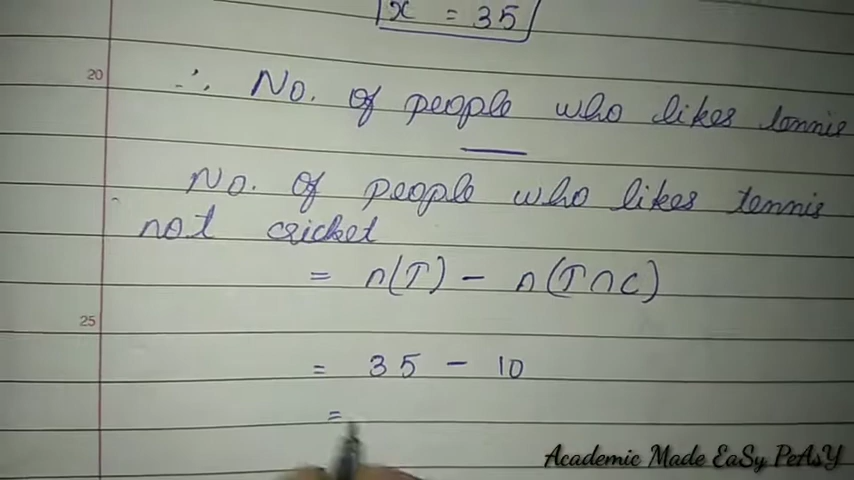 x = 35
20
∴ No. of people who likes tennis
No. of people who likes tennis
not cricket
= n(T) - n(T∩C)
25
= 35 - 10
=
Academic Made EaSy PeAsY